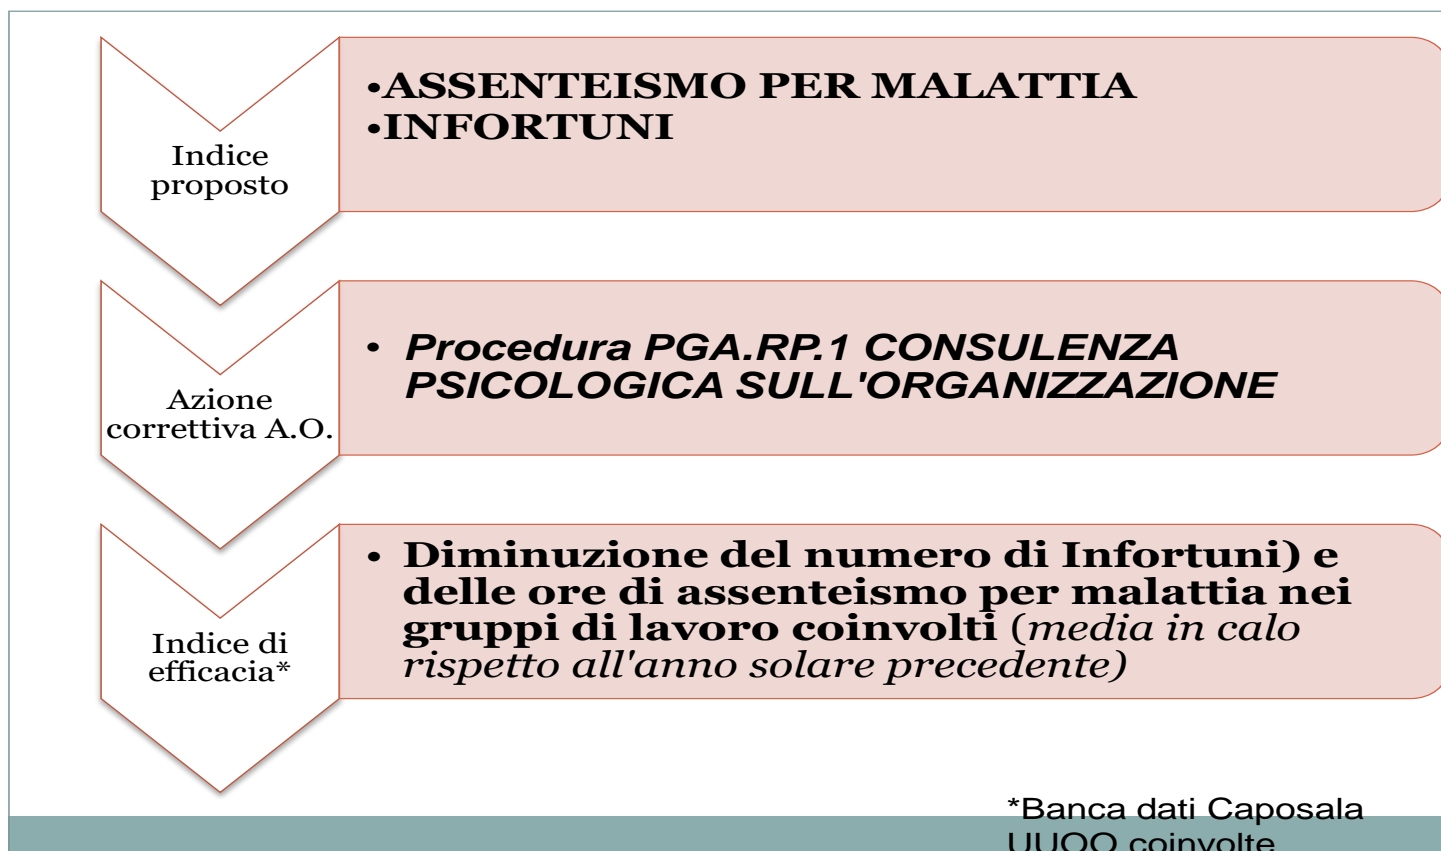 Indice
proposto
•ASSENTEISMO PER MALATTIA
•INFORTUNI
Azione
correttiva A.O.
• Procedura PGA.RP.1 CONSULENZA
PSICOLOGICA SULL'ORGANIZZAZIONE
Indice di
efficacia*
• Diminuzione del numero di Infortuni) e
delle ore di assenteismo per malattia nei
gruppi di lavoro coinvolti (media in calo
rispetto all'anno solare precedente)
*Banca dati Caposala
UUOO coinvolte